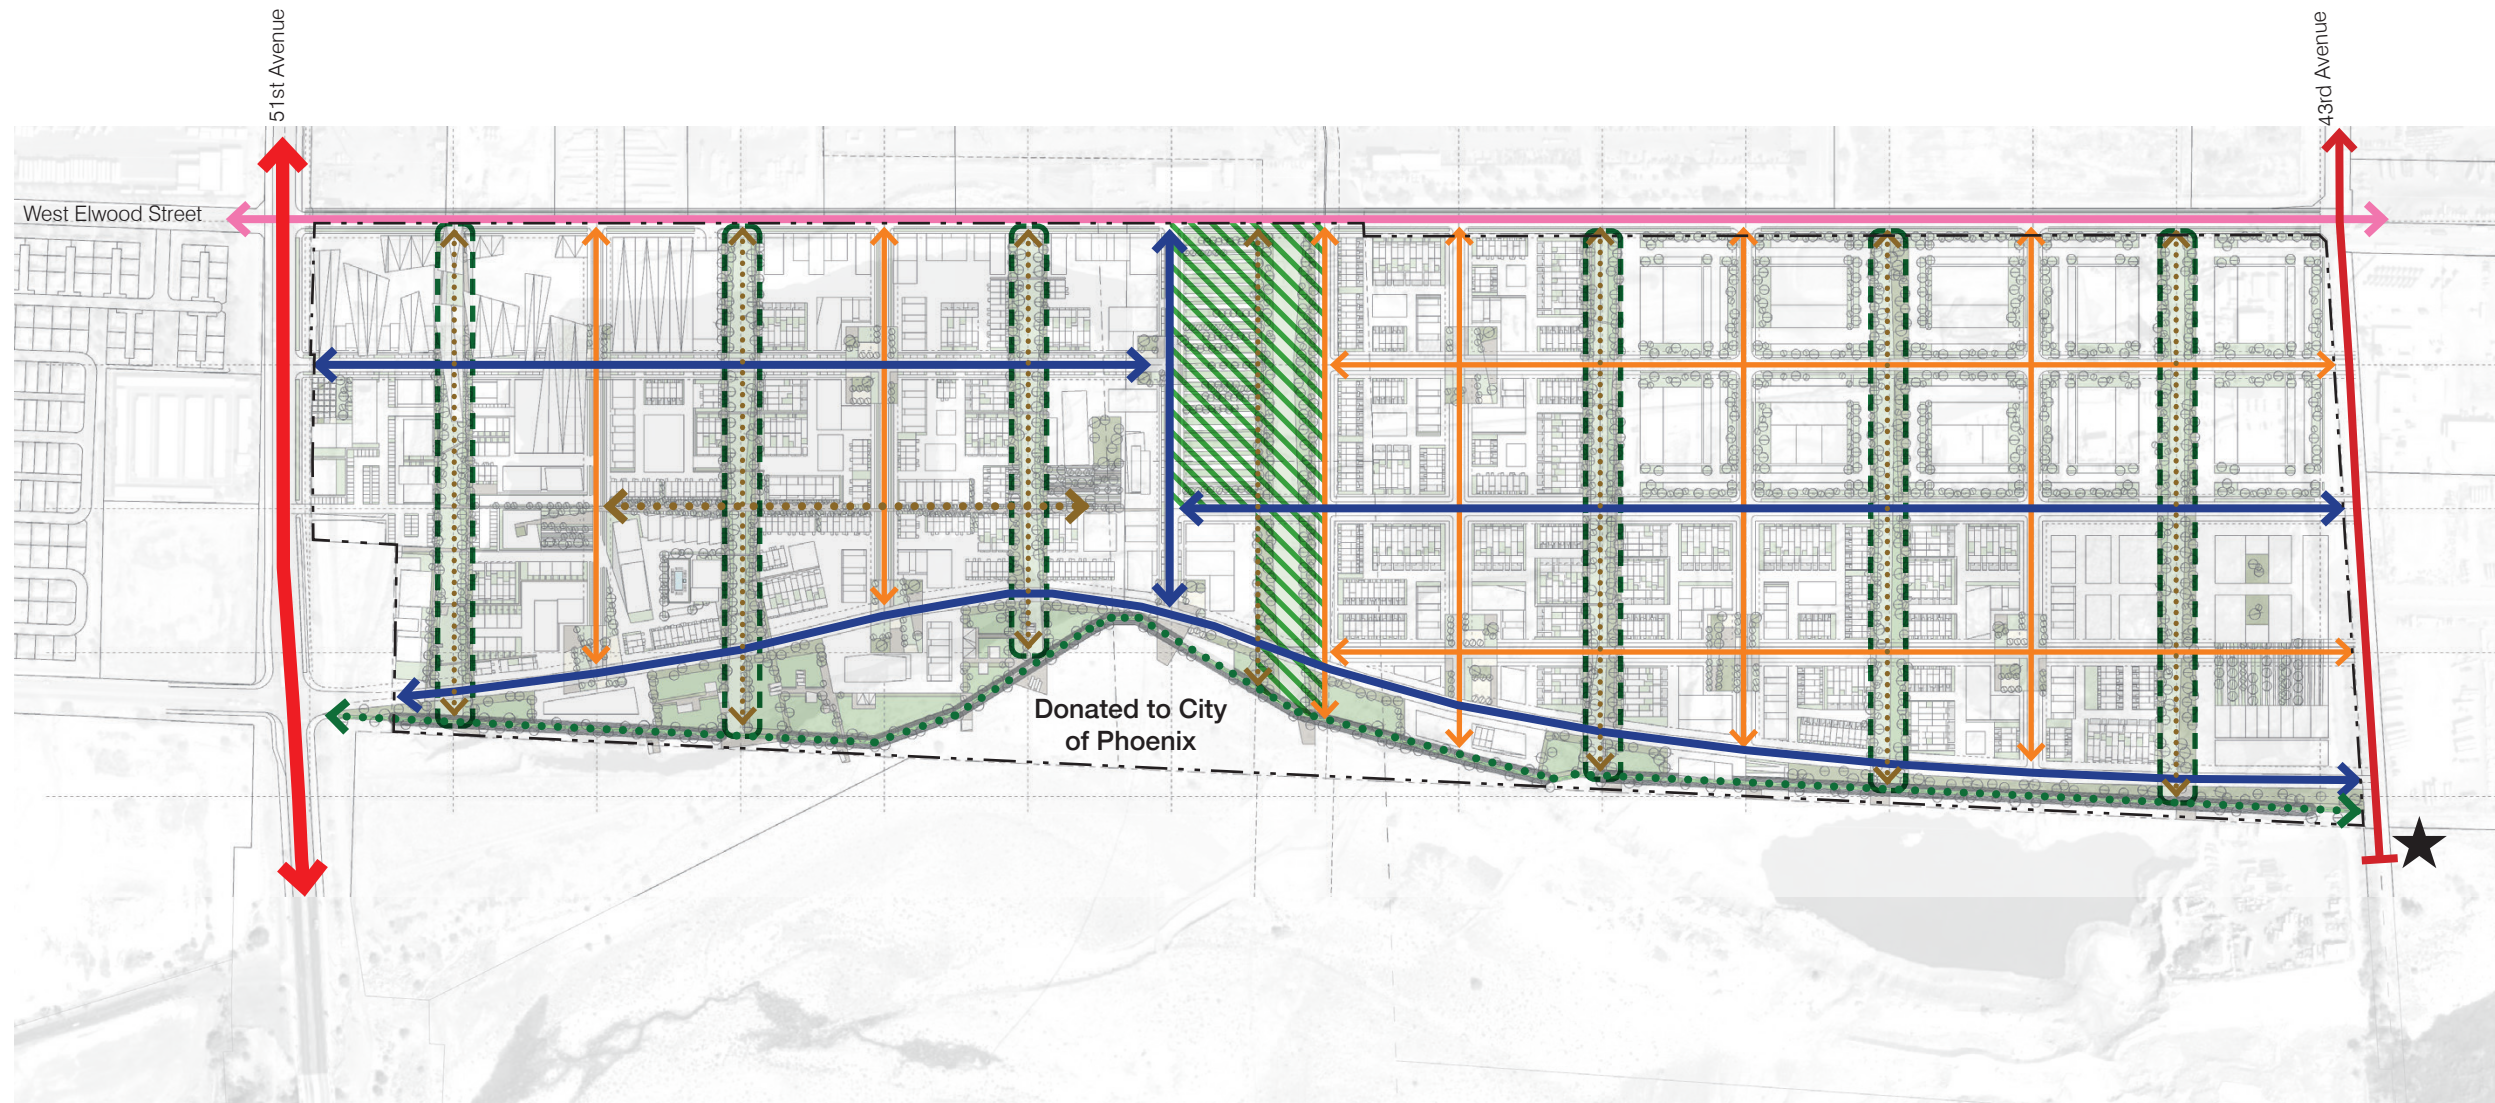 51st Avenue
43rd Avenue
West Elwood Street
Donated to City
of Phoenix